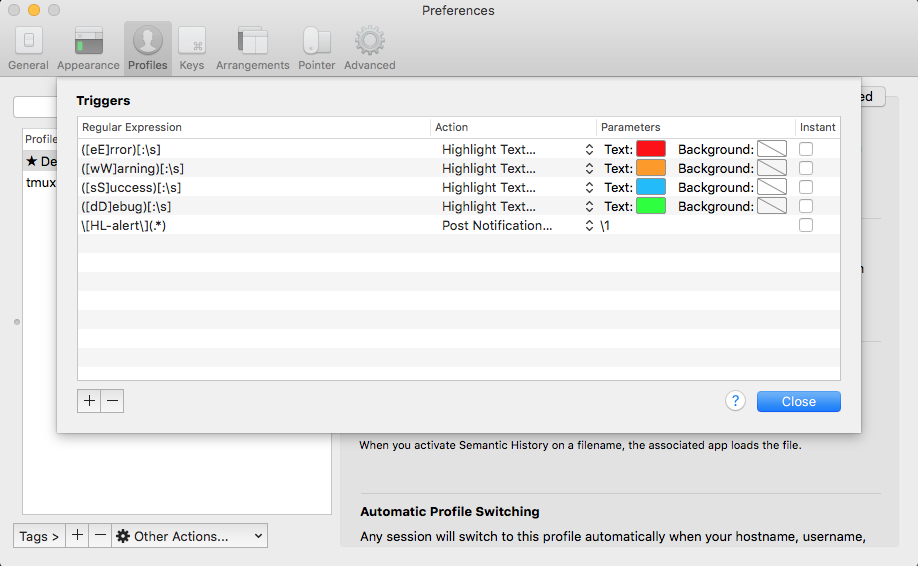 Preferences
General Appearance Profiles Keys Arrangements Pointer Advanced
Triggers
Regular Expression Action Parameters Instant
([eE]rror)[:\s] Highlight Text... Text: Background:
([wW]arning)[:\s] Highlight Text... Text: Background:
([sS]uccess)[:\s] Highlight Text... Text: Background:
([dD]ebug)[:\s] Highlight Text... Text: Background:
\[HL-alert\](.*) Post Notification... \1
Profile
★ De
tmux
+ − ? Close
When you activate Semantic History on a filename, the associated app loads the file.
Automatic Profile Switching
Any session will switch to this profile automatically when your hostname, username,
Tags > + − Other Actions...